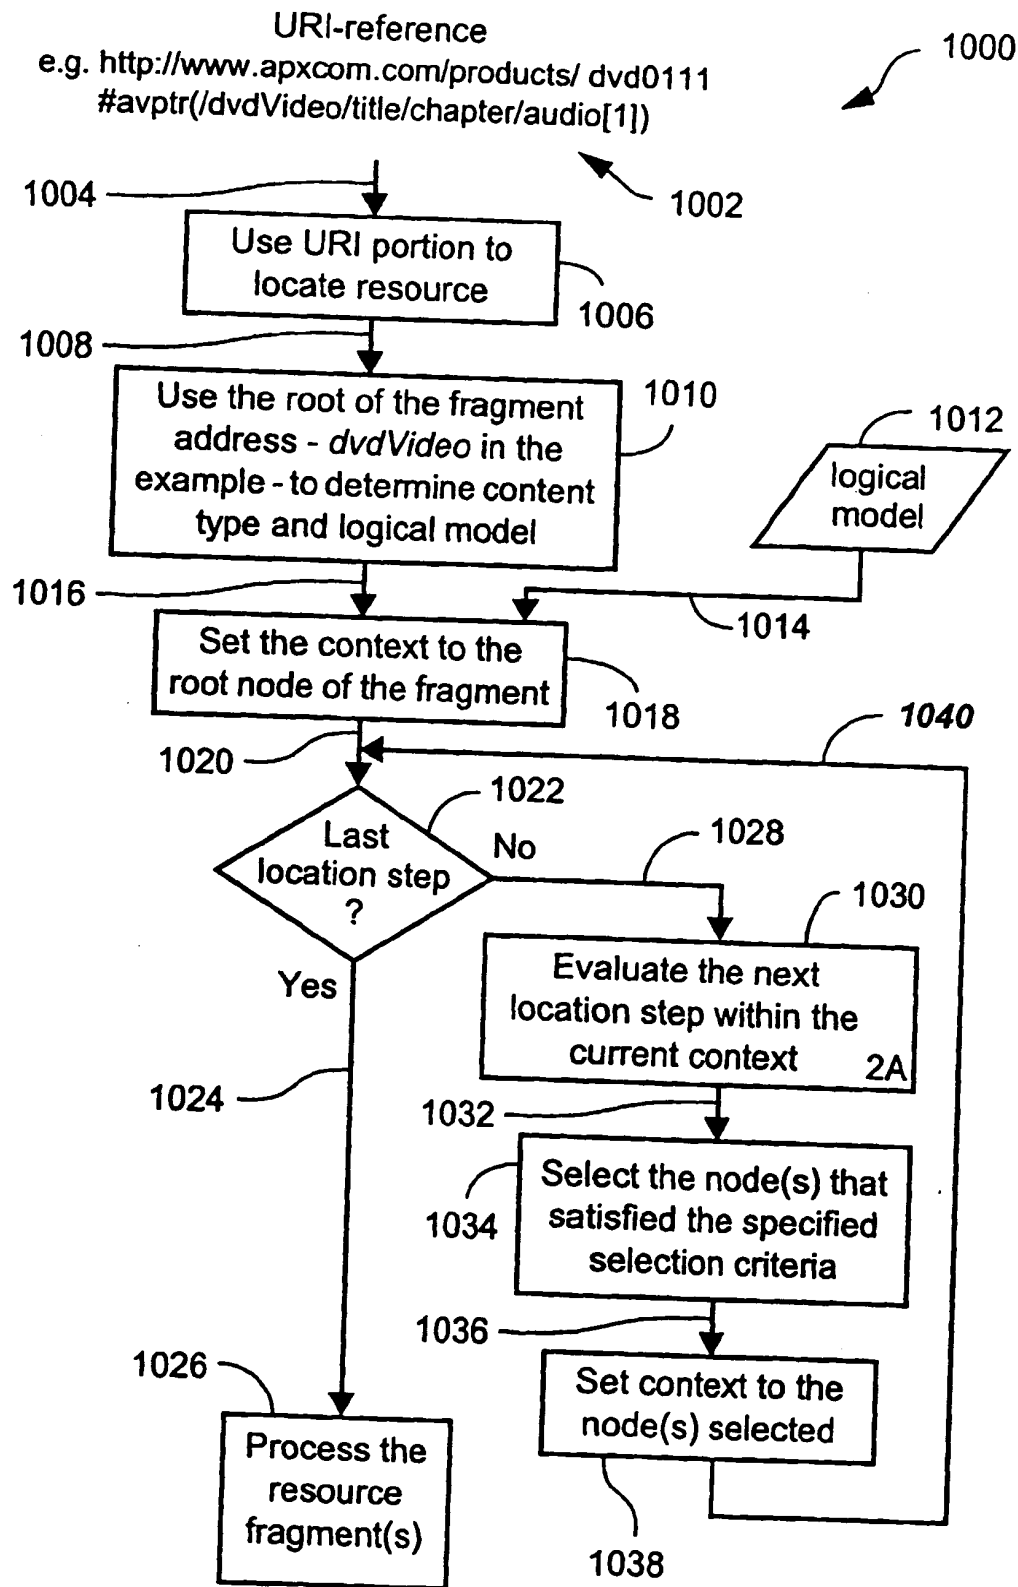 URI-reference
e.g. http://www.apxcom.com/products/ dvd0111
#avptr(/dvdVideo/title/chapter/audio[1])
1000
1002
1004
Use URI portion to
locate resource
1006
1008
Use the root of the fragment
address - dvdVideo in the
example - to determine content
type and logical model
1010
1012
logical
model
1014
1016
Set the context to the
root node of the fragment
1018
1020
1040
1022
Last
location step
?
No
1028
Yes
1030
Evaluate the next
location step within the
current context
2A
1024
1032
Select the node(s) that
satisfied the specified
selection criteria
1034
1036
1026
Set context to the
node(s) selected
Process the
resource
fragment(s)
1038